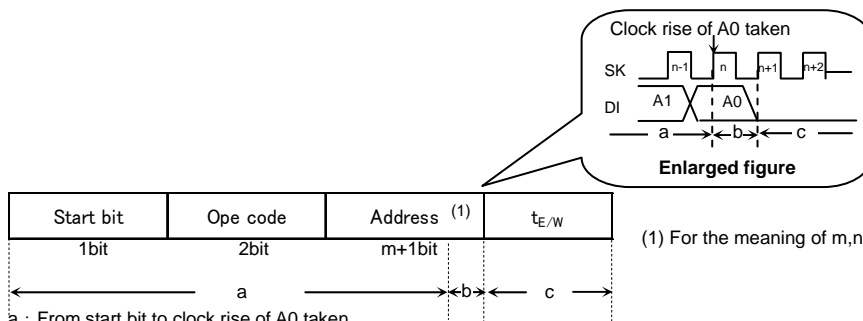 Clock rise of A0 taken
SK n-1 n n+1 n+2
DI A1 A0
a b c
Enlarged figure
Start bit Ope code Address (1) tE/W
1bit 2bit m+1bit
(1) For the meaning of m,n
a b c
a : From start bit to clock rise of A0 taken